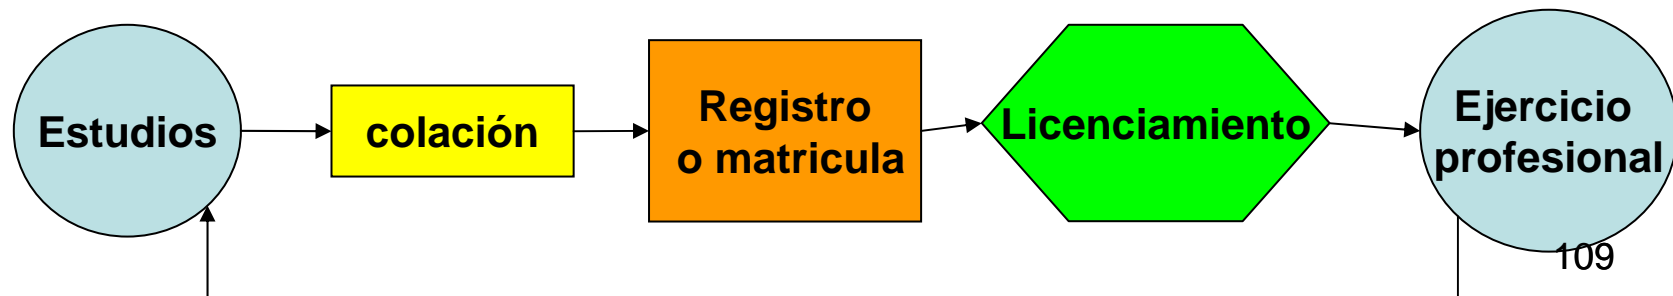 Estudios
colación
Registro
o matricula
Licenciamiento
Ejercicio
profesional
109